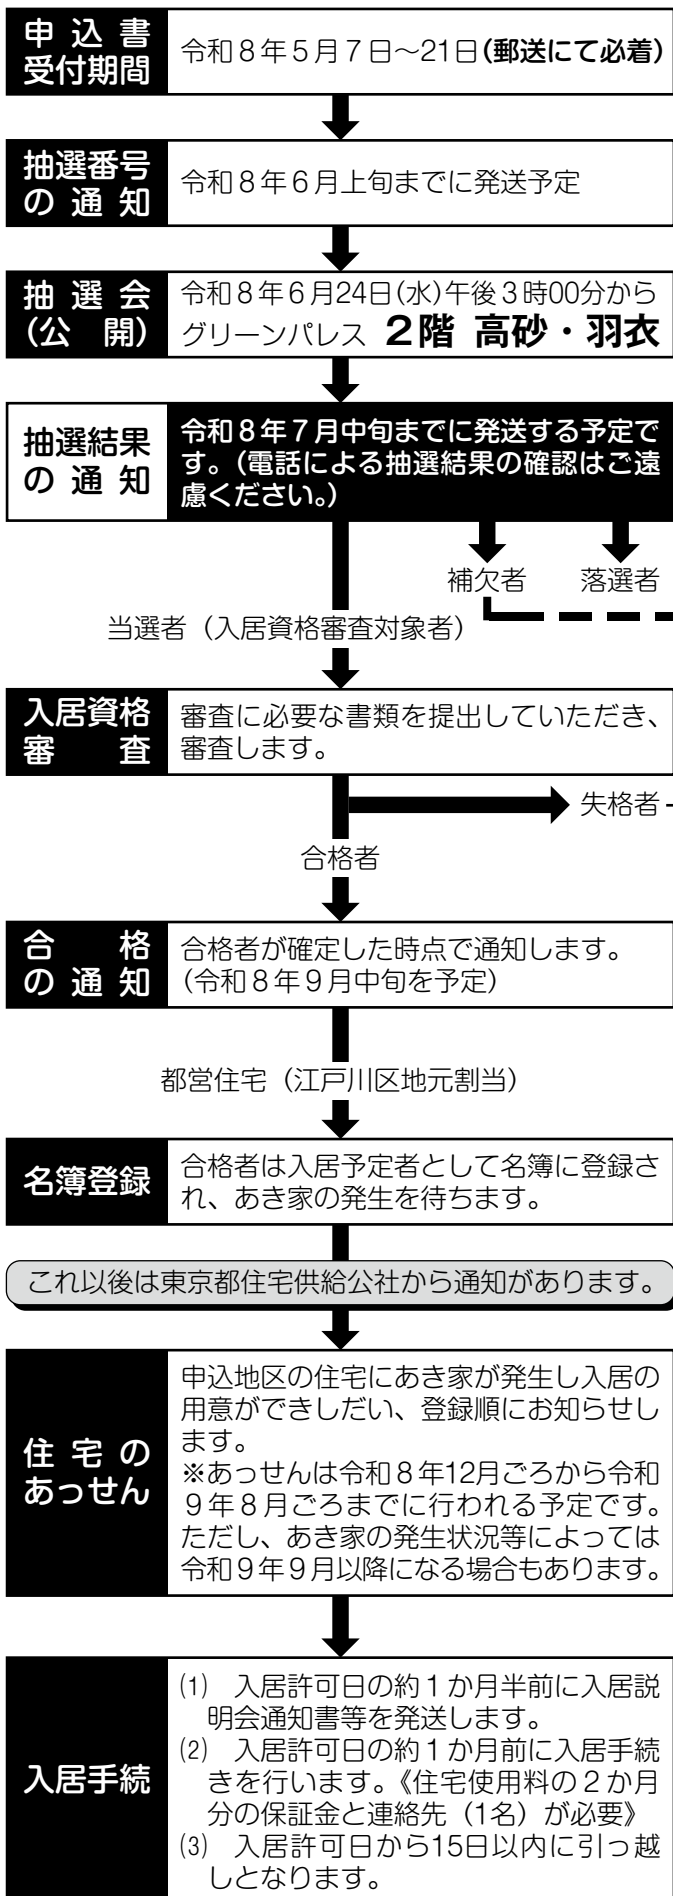 申込書
受付期間
令和8年5月7日～21日(郵送にて必着)
抽選番号
の通知
令和8年6月上旬までに発送予定
抽選会
(公開)
令和8年6月24日(水)午後3時00分から
グリーンパレス 2階 高砂・羽衣
抽選結果
の通知
令和8年7月中旬までに発送する予定で
す。(電話による抽選結果の確認はご遠
慮ください。)
補欠者 落選者
当選者（入居資格審査対象者）
入居資格
審査
審査に必要な書類を提出していただき、
審査します。
失格者
合格者
合格
の通知
合格者が確定した時点で通知します。
(令和8年9月中旬を予定)
都営住宅（江戸川区地元割当）
名簿登録
合格者は入居予定者として名簿に登録さ
れ、あき家の発生を待ちます。
これ以後は東京都住宅供給公社から通知があります。
住宅の
あっせん
申込地区の住宅にあき家が発生し入居の
用意ができしだい、登録順にお知らせし
ます。
※あっせんは令和8年12月ごろから令和
9年8月ごろまでに行われる予定です。
ただし、あき家の発生状況等によっては
令和9年9月以降になる場合もあります。
入居手続
⑴ 入居許可日の約1か月半前に入居説
明会通知書等を発送します。
⑵ 入居許可日の約1か月前に入居手続
きを行います。《住宅使用料の2か月
分の保証金と連絡先（1名）が必要》
⑶ 入居許可日から15日以内に引っ越
しとなります。